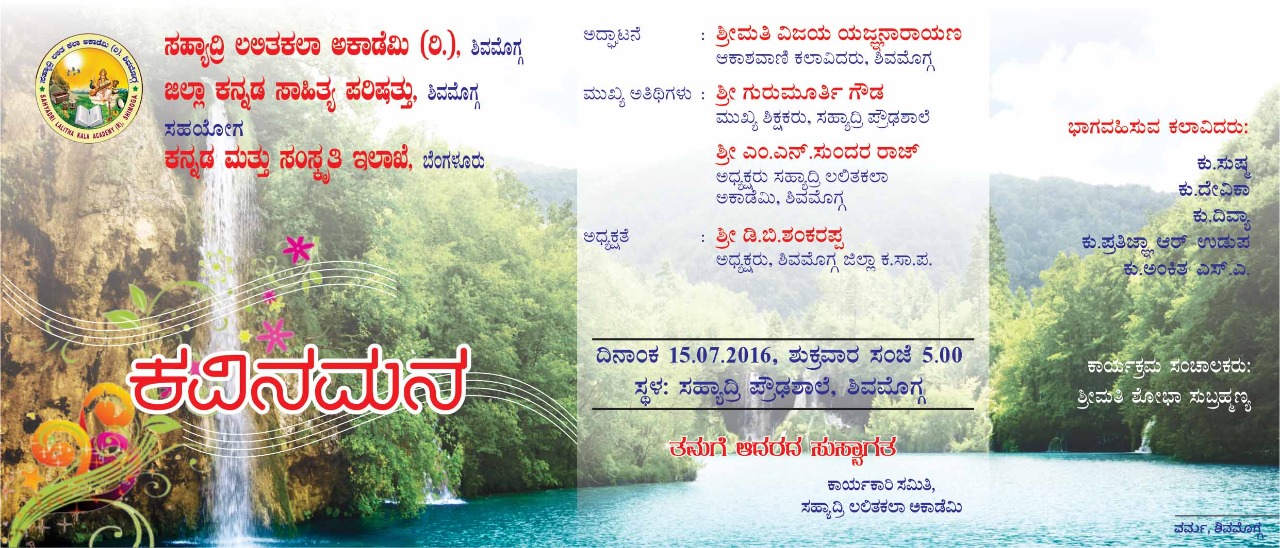 ಸಹ್ಯಾದ್ರಿ ಲಲಿತಕಲಾ ಅಕಾಡೆಮಿ (ರಿ.), ಶಿವಮೊಗ್ಗ
ಜಿಲ್ಲಾ ಕನ್ನಡ ಸಾಹಿತ್ಯ ಪರಿಷತ್ತು, ಶಿವಮೊಗ್ಗ
ಸಹಯೋಗ
ಕನ್ನಡ ಮತ್ತು ಸಂಸ್ಕೃತಿ ಇಲಾಖೆ, ಬೆಂಗಳೂರು
ಸಹ್ಯಾದ್ರಿ ಲಲಿತ ಕಲಾ ಅಕಾಡೆಮಿ (ರಿ), ಶಿವಮೊಗ್ಗ
SAHYADRI LALITHA KALA ACADEMY (R), SHIMOGA
ಕವಿನಮನ
ಅದ್ಘಾಟನೆ : ಶ್ರೀಮತಿ ವಿಜಯ ಯಜ್ಞನಾರಾಯಣ
ಆಕಾಶವಾಣಿ ಕಲಾವಿದರು, ಶಿವಮೊಗ್ಗ
ಮುಖ್ಯ ಅತಿಥಿಗಳು : ಶ್ರೀ ಗುರುಮೂರ್ತಿ ಗೌಡ
ಮುಖ್ಯ ಶಿಕ್ಷಕರು, ಸಹ್ಯಾದ್ರಿ ಪ್ರೌಢಶಾಲೆ
ಶ್ರೀ ಎಂ.ಎನ್.ಸುಂದರ ರಾಜ್
ಅಧ್ಯಕ್ಷರು ಸಹ್ಯಾದ್ರಿ ಲಲಿತಕಲಾ
ಅಕಾಡೆಮಿ, ಶಿವಮೊಗ್ಗ
ಅಧ್ಯಕ್ಷತೆ : ಶ್ರೀ ಡಿ.ಬಿ.ಶಂಕರಪ್ಪ
ಅಧ್ಯಕ್ಷರು, ಶಿವಮೊಗ್ಗ ಜಿಲ್ಲಾ ಕ.ಸಾ.ಪ.
ದಿನಾಂಕ 15.07.2016, ಶುಕ್ರವಾರ ಸಂಜೆ 5.00
ಸ್ಥಳ: ಸಹ್ಯಾದ್ರಿ ಪ್ರೌಢಶಾಲೆ, ಶಿವಮೊಗ್ಗ
ತಮಗೆ ಆದರದ ಸುಸ್ವಾಗತ
ಕಾರ್ಯಕಾರಿ ಸಮಿತಿ,
ಸಹ್ಯಾದ್ರಿ ಲಲಿತಕಲಾ ಅಕಾಡೆಮಿ
ಭಾಗವಹಿಸುವ ಕಲಾವಿದರು:
ಕು.ಸುಷ್ಮ
ಕು.ದೇವಿಕಾ
ಕು.ದಿವ್ಯಾ
ಕು.ಪ್ರತಿಜ್ಞಾ ಆರ್ ಉಡುಪ
ಕು.ಅಂಕಿತ ಎಸ್.ಎ.
ಕಾರ್ಯಕ್ರಮ ಸಂಚಾಲಕರು:
ಶ್ರೀಮತಿ ಶೋಭಾ ಸುಬ್ರಹ್ಮಣ್ಯ
ವರ್ಮ, ಶಿವಮೊಗ್ಗ